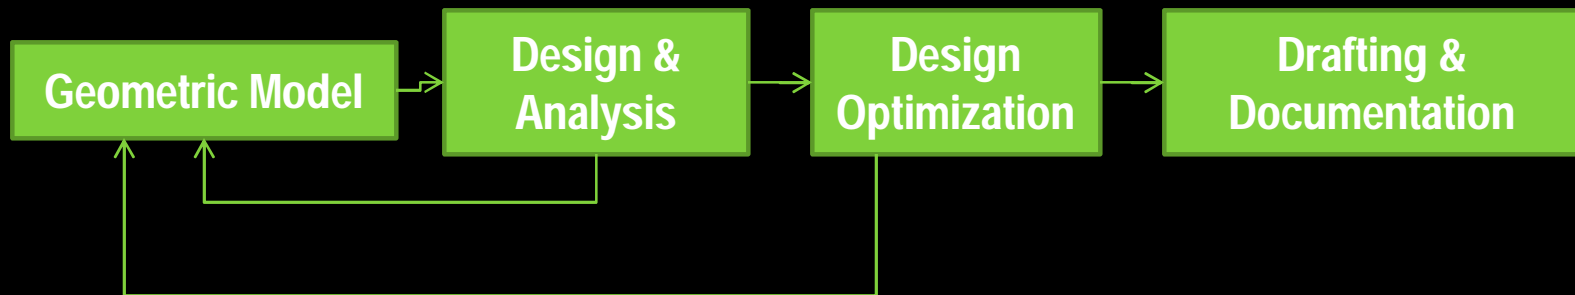 Geometric Model
Design &
Analysis
Design
Optimization
Drafting &
Documentation